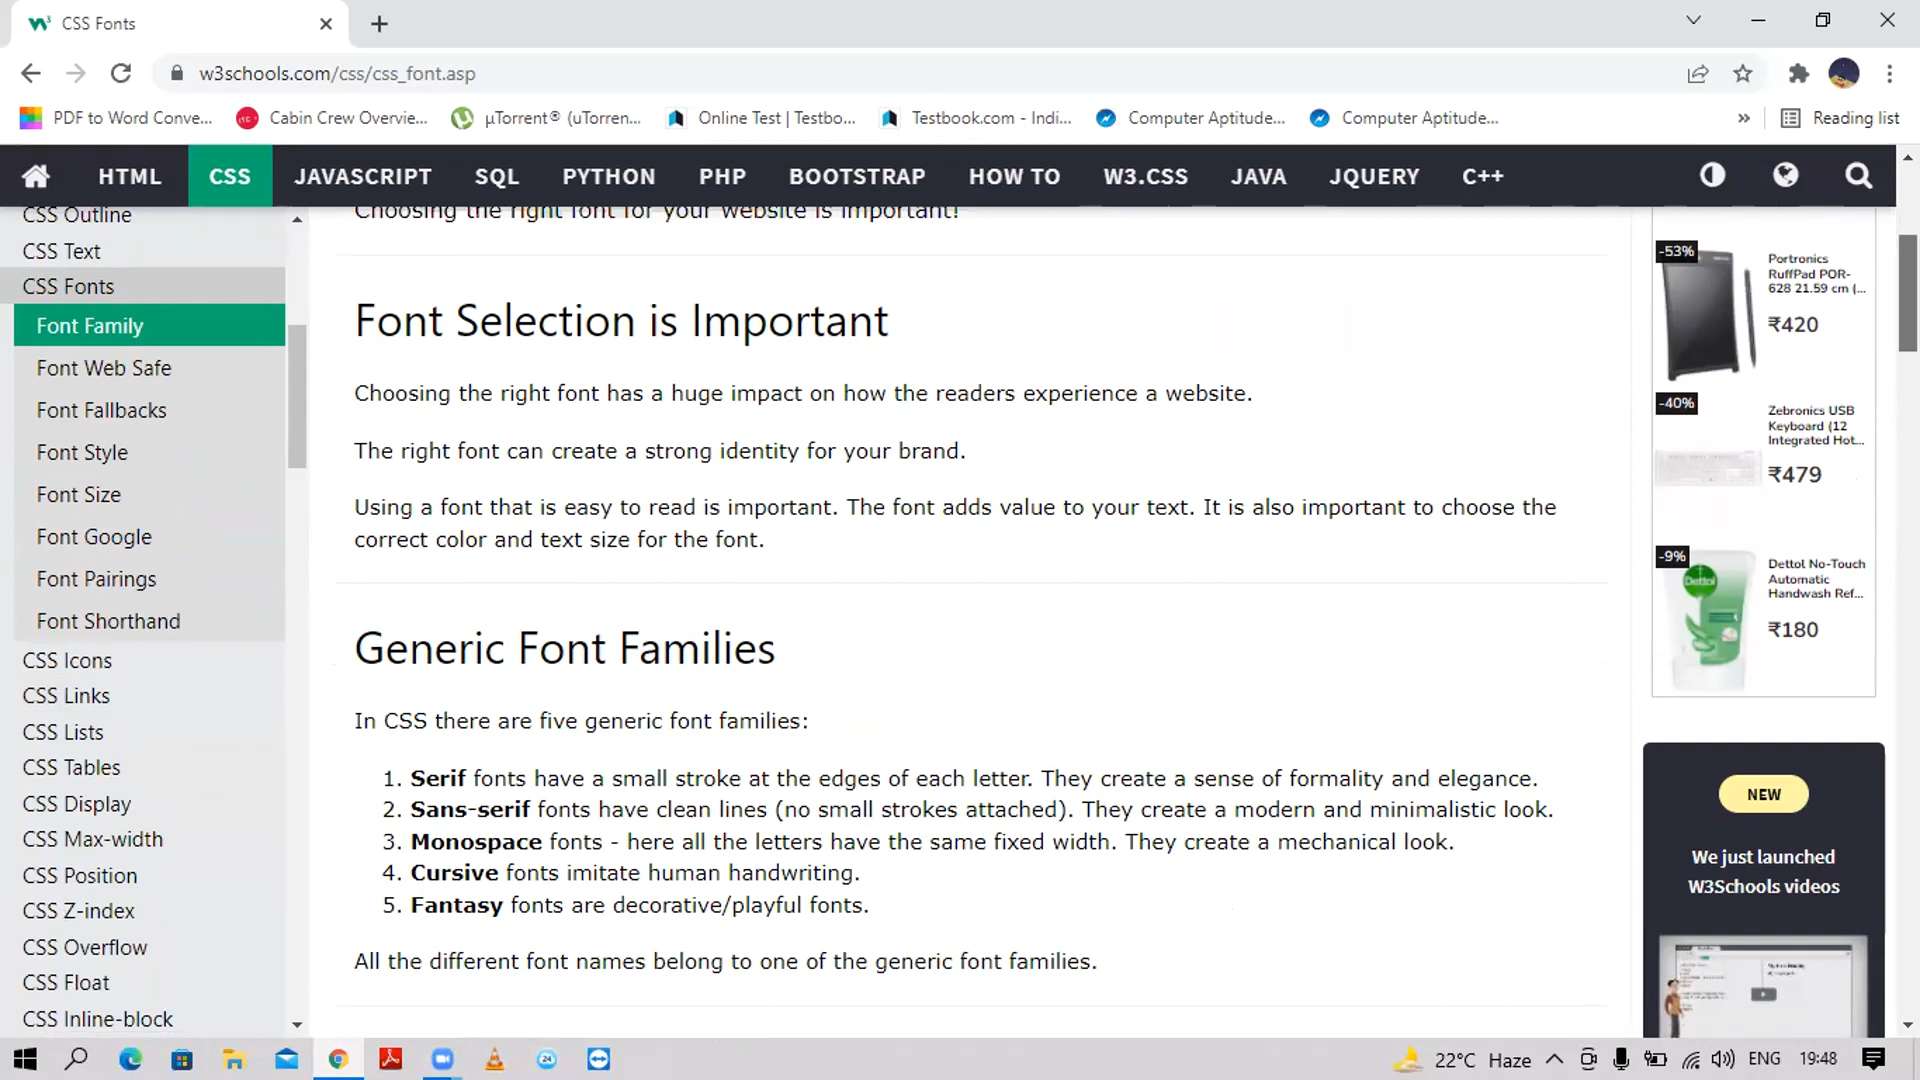 CSS Fonts
w3schools.com/css/css_font.asp
PDF to Word Conve...
Cabin Crew Overvie...
µTorrent® (uTorren...
Online Test | Testbo...
Testbook.com - Indi...
Computer Aptitude...
Computer Aptitude...
»
Reading list
HTML
CSS
JAVASCRIPT
SQL
PYTHON
PHP
BOOTSTRAP
HOW TO
W3.CSS
JAVA
JQUERY
C++
CSS Outline
CSS Text
CSS Fonts
Font Family
Font Web Safe
Font Fallbacks
Font Style
Font Size
Font Google
Font Pairings
Font Shorthand
CSS Icons
CSS Links
CSS Lists
CSS Tables
CSS Display
CSS Max-width
CSS Position
CSS Z-index
CSS Overflow
CSS Float
CSS Inline-block
Choosing the right font for your website is important!
Font Selection is Important
Choosing the right font has a huge impact on how the readers experience a website.
The right font can create a strong identity for your brand.
Using a font that is easy to read is important. The font adds value to your text. It is also important to choose the
correct color and text size for the font.
Generic Font Families
In CSS there are five generic font families:
1. Serif fonts have a small stroke at the edges of each letter. They create a sense of formality and elegance.
2. Sans-serif fonts have clean lines (no small strokes attached). They create a modern and minimalistic look.
3. Monospace fonts - here all the letters have the same fixed width. They create a mechanical look.
4. Cursive fonts imitate human handwriting.
5. Fantasy fonts are decorative/playful fonts.
All the different font names belong to one of the generic font families.
-53%
Portronics
RuffPad POR-
628 21.59 cm (...
₹420
-40%
Zebronics USB
Keyboard (12
Integrated Hot...
₹479
-9%
Dettol
Dettol No-Touch
Automatic
Handwash Ref...
₹180
NEW
We just launched
W3Schools videos
24
22°C Haze
ENG
19:48